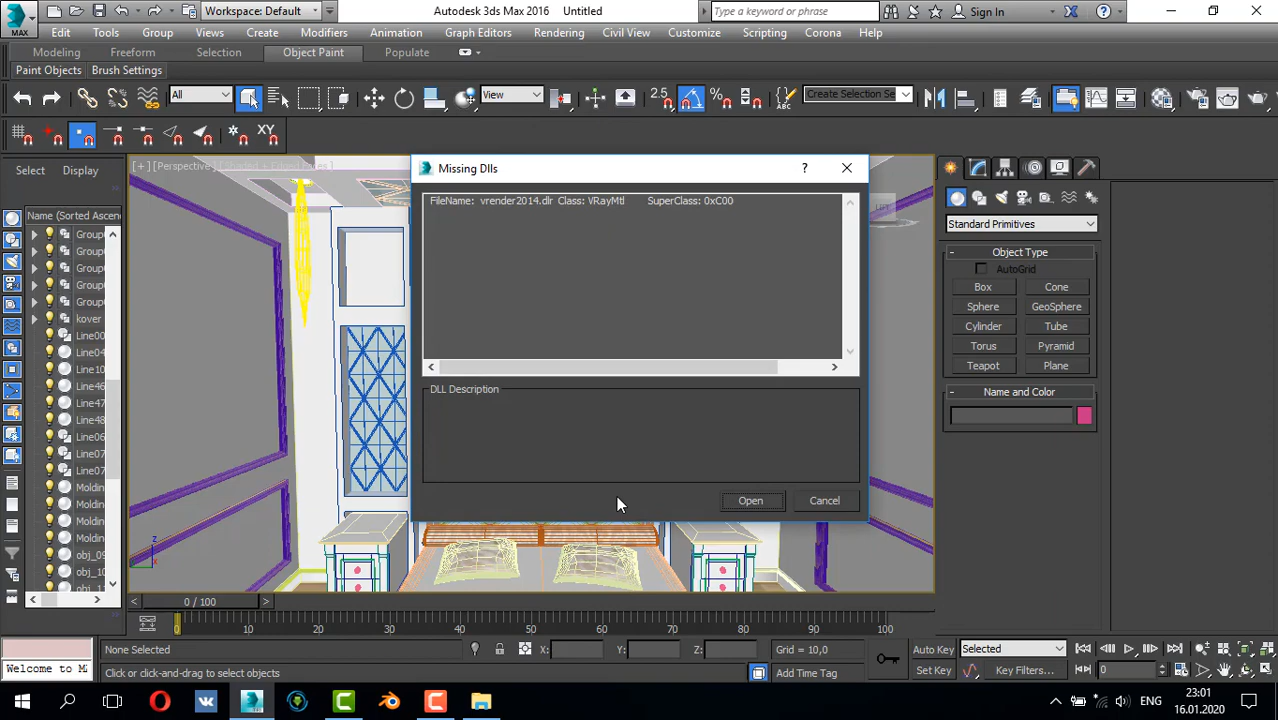 Workspace: Default
Autodesk 3ds Max 2016 Untitled
Type a keyword or phrase
Sign In
MAX
Edit Tools Group Views Create Modifiers Animation Graph Editors Rendering Civil View Customize Scripting Corona Help
Modeling Freeform Selection Object Paint Populate
Paint Objects Brush Settings
All
View
2.5
Create Selection Se
XY
Select Display
[+] [Perspective]
Missing Dlls
FileName: vrender2014.dlr Class: VRayMtl SuperClass: 0xC00
Name (Sorted Ascen
Standard Primitives
Object Type
AutoGrid
Box Cone
Sphere GeoSphere
Cylinder Tube
Torus Pyramid
Teapot Plane
Name and Color
kover
Line00
Line04
Line10
Line46
Line47
Line48
Line06
Line07
Line07
Molding
Molding
Molding
obj_09
obj_10
DLL Description
Open Cancel
0 / 100
0 10 20 30 40 50 60 70 80 90 100
Welcome to M
None Selected
X: Y: Z: Grid = 10,0
Auto Key Selected
Click or click-and-drag to select objects
Add Time Tag
Set Key Key Filters...
0
ENG
23:01
16.01.2020